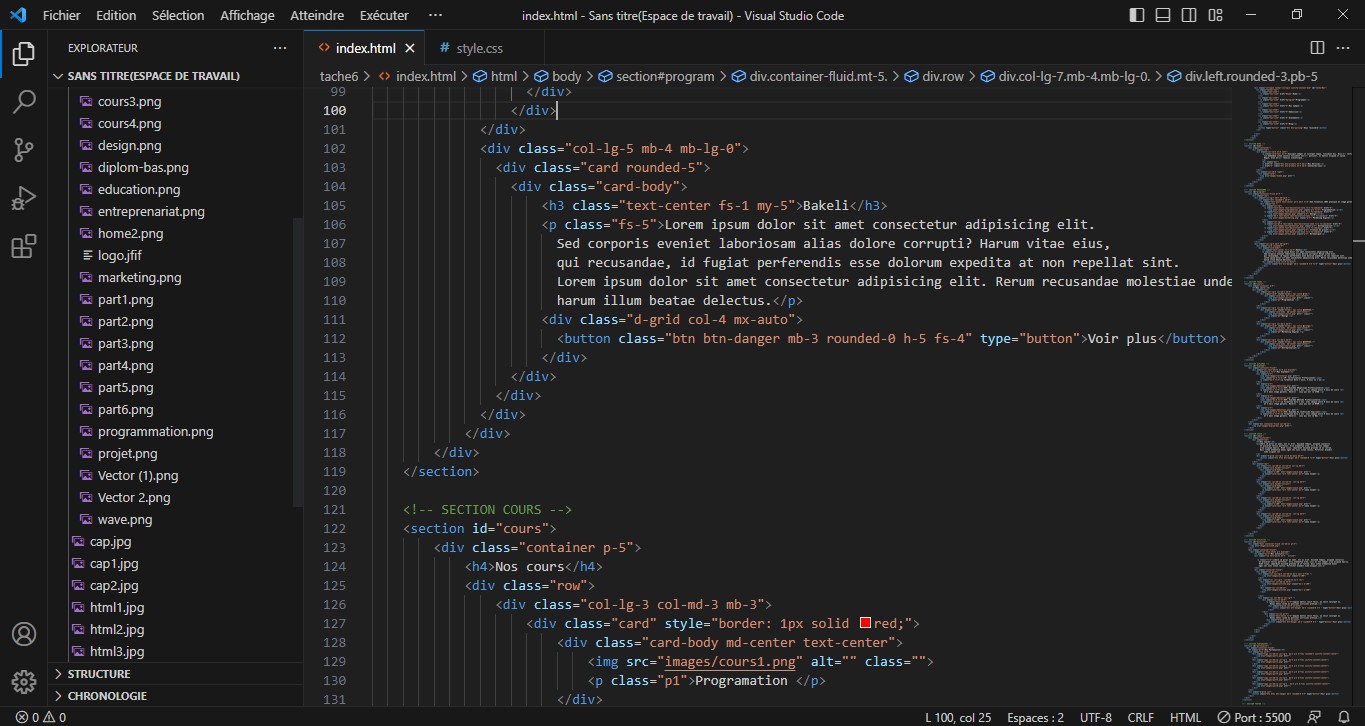 Fichier Edition Sélection Affichage Atteindre Exécuter ··· index.html - Sans titre(Espace de travail) - Visual Studio Code
EXPLORATEUR ···
SANS TITRE(ESPACE DE TRAVAIL)
cours3.png
cours4.png
design.png
diplom-bas.png
education.png
entreprenariat.png
home2.png
logo.jfif
marketing.png
part1.png
part2.png
part3.png
part4.png
part5.png
part6.png
programmation.png
projet.png
Vector (1).png
Vector 2.png
wave.png
cap.jpg
cap1.jpg
cap2.jpg
html1.jpg
html2.jpg
html3.jpg
STRUCTURE
CHRONOLOGIE
index.html
# style.css
tache6 > index.html > html > body > section#program > div.container-fluid.mt-5. > div.row > div.col-lg-7.mb-4.mb-lg-0. > div.left.rounded-3.pb-5
99 </div>
100 </div>
101 </div>
102 <div class="col-lg-5 mb-4 mb-lg-0">
103 <div class="card rounded-5">
104 <div class="card-body">
105 <h3 class="text-center fs-1 my-5">Bakeli</h3>
106 <p class="fs-5">Lorem ipsum dolor sit amet consectetur adipisicing elit.
107 Sed corporis eveniet laboriosam alias dolore corrupti? Harum vitae eius,
108 qui recusandae, id fugiat perferendis esse dolorum expedita at non repellat sint.
109 Lorem ipsum dolor sit amet consectetur adipisicing elit. Rerum recusandae molestiae unde
110 harum illum beatae delectus.</p>
111 <div class="d-grid col-4 mx-auto">
112 <button class="btn btn-danger mb-3 rounded-0 h-5 fs-4" type="button">Voir plus</button>
113 </div>
114 </div>
115 </div>
116 </div>
117 </div>
118 </div>
119 </section>
120
121 <!-- SECTION COURS -->
122 <section id="cours">
123 <div class="container p-5">
124 <h4>Nos cours</h4>
125 <div class="row">
126 <div class="col-lg-3 col-md-3 mb-3">
127 <div class="card" style="border: 1px solid red;">
128 <div class="card-body md-center text-center">
129 <img src="images/cours1.png" alt="" class="">
130 <p class="p1">Programation </p>
131 </div>
0 0
L 100, col 25 Espaces : 2 UTF-8 CRLF HTML Port : 5500